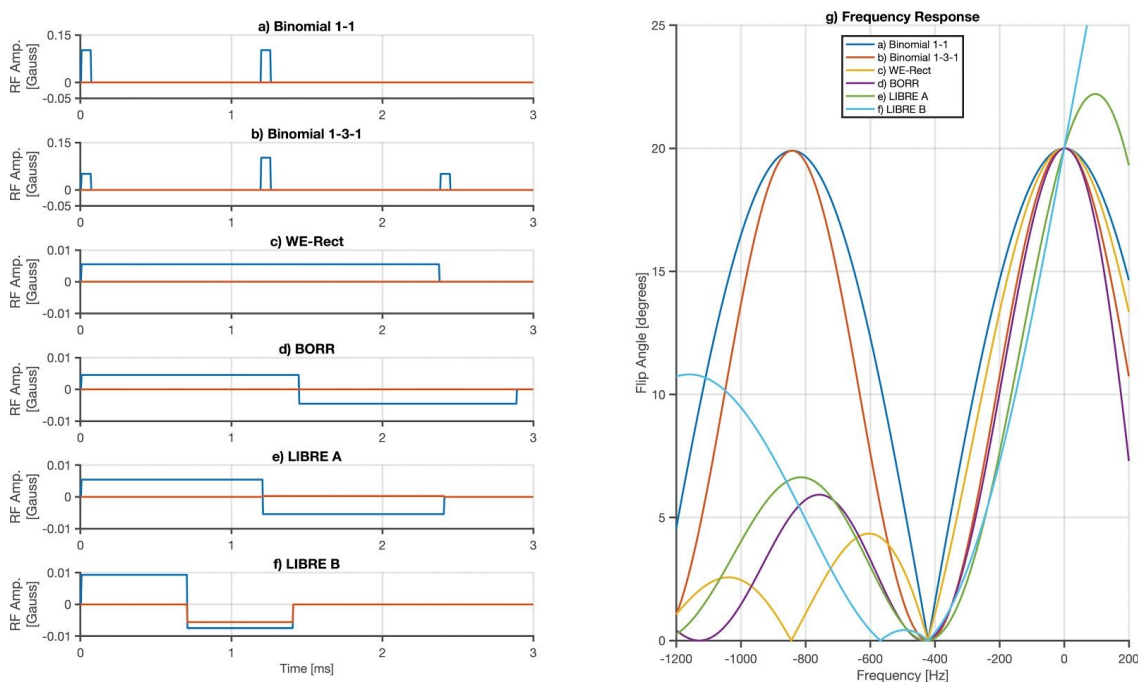 a) Binomial 1-1
RF Amp.
[Gauss]
0.15
0
-0.05
0
1
2
3
b) Binomial 1-3-1
RF Amp.
[Gauss]
0.15
0
-0.05
0
1
2
3
c) WE-Rect
RF Amp.
[Gauss]
0.01
0
-0.01
0
1
2
3
d) BORR
RF Amp.
[Gauss]
0.01
0
-0.01
0
1
2
3
e) LIBRE A
RF Amp.
[Gauss]
0.01
0
-0.01
0
1
2
3
f) LIBRE B
RF Amp.
[Gauss]
0.01
0
-0.01
0
1
2
3
Time [ms]
g) Frequency Response
a) Binomial 1-1
b) Binomial 1-3-1
c) WE-Rect
d) BORR
e) LIBRE A
f) LIBRE B
Flip Angle [degrees]
25
20
15
10
5
0
-1200
-1000
-800
-600
-400
-200
0
200
Frequency [Hz]